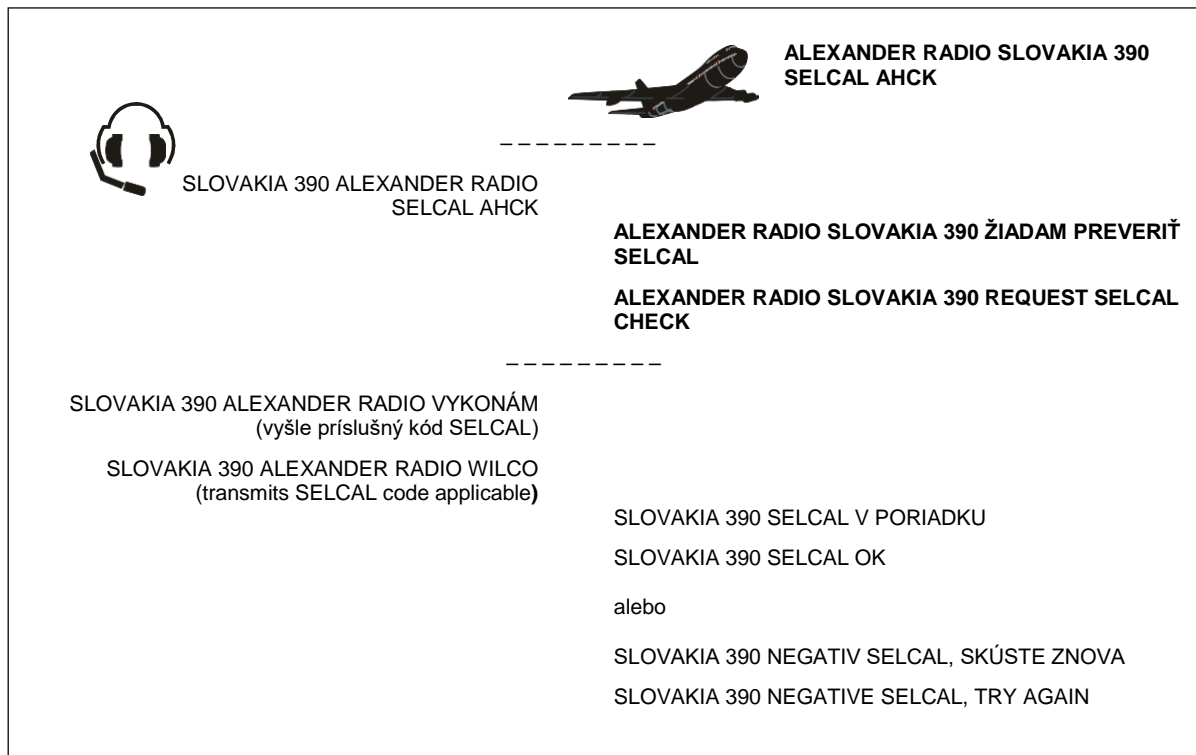 ALEXANDER RADIO SLOVAKIA 390
SELCAL AHCK
– – – – – – – – –
SLOVAKIA 390 ALEXANDER RADIO
SELCAL AHCK
ALEXANDER RADIO SLOVAKIA 390 ŽIADAM PREVERIŤ
SELCAL
ALEXANDER RADIO SLOVAKIA 390 REQUEST SELCAL
CHECK
– – – – – – – – –
SLOVAKIA 390 ALEXANDER RADIO VYKONÁM
(vyšle príslušný kód SELCAL)
SLOVAKIA 390 ALEXANDER RADIO WILCO
(transmits SELCAL code applicable)
SLOVAKIA 390 SELCAL V PORIADKU
SLOVAKIA 390 SELCAL OK
alebo
SLOVAKIA 390 NEGATIV SELCAL, SKÚSTE ZNOVA
SLOVAKIA 390 NEGATIVE SELCAL, TRY AGAIN